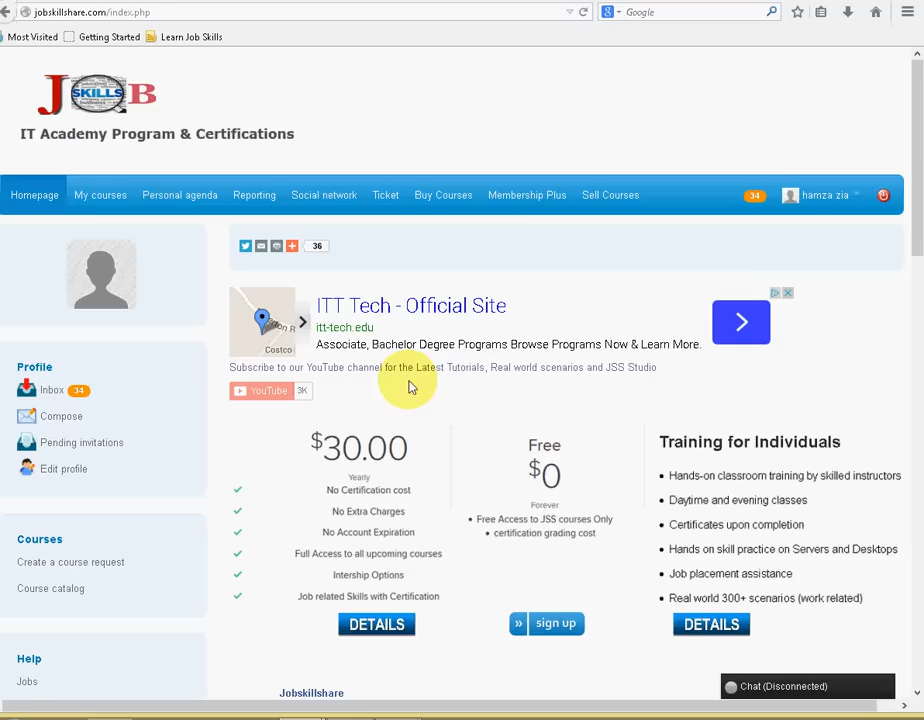 jobskillshare.com/index.php
Google
Most Visited
Getting Started
Learn Job Skills
J SKILLS B
IT Academy Program & Certifications
Homepage
My courses
Personal agenda
Reporting
Social network
Ticket
Buy Courses
Membership Plus
Sell Courses
34
hamza zia
36
ITT Tech - Official Site
itt-tech.edu
Associate, Bachelor Degree Programs Browse Programs Now & Learn More.
Costco
Subscribe to our YouTube channel for the Latest Tutorials, Real world scenarios and JSS Studio
YouTube 3K
Profile
Inbox 34
Compose
Pending invitations
Edit profile
Courses
Create a course request
Course catalog
Help
Jobs
$30.00
Yearly
No Certification cost
No Extra Charges
No Account Expiration
Full Access to all upcoming courses
Intership Options
Job related Skills with Certification
DETAILS
Free
$0
Forever
• Free Access to JSS courses Only
• certification grading cost
» sign up
Training for Individuals
• Hands-on classroom training by skilled instructors
• Daytime and evening classes
• Certificates upon completion
• Hands on skill practice on Servers and Desktops
• Job placement assistance
• Real world 300+ scenarios (work related)
DETAILS
Jobskillshare
Chat (Disconnected)